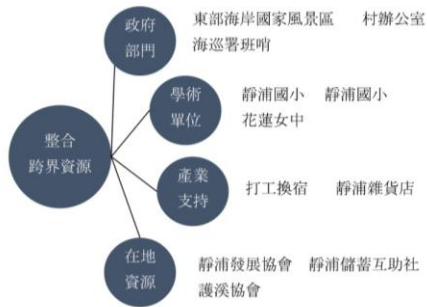 政府
部門
東部海岸國家風景區 村辦公室
海巡署班哨
學術
單位
靜浦國小 靜浦國小
花蓮女中
整合
跨界資源
產業
支持
打工換宿 靜浦雜貨店
在地
資源
靜浦發展協會 靜浦儲蓄互助社
護溪協會